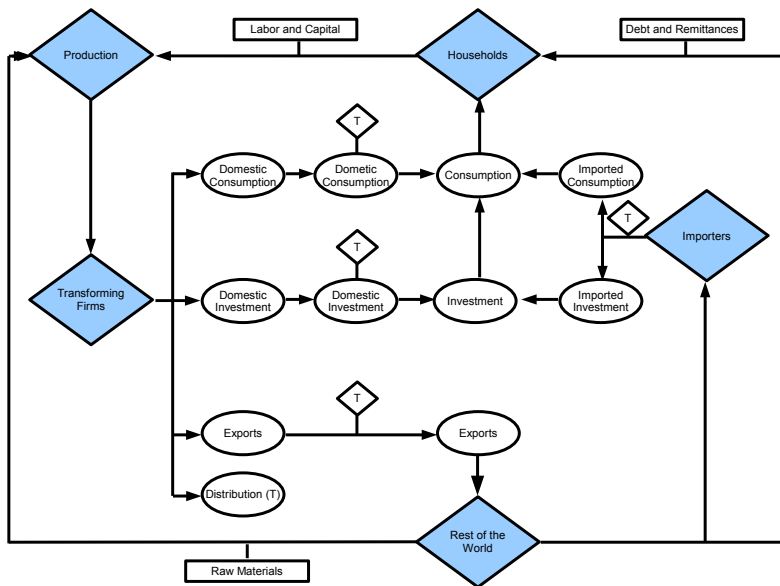 Labor and Capital
Debt and Remittances
Production
Households
T
Domestic
Consumption
Dometic
Consumption
Consumption
Imported
Consumption
T
Importers
T
Transforming
Firms
Domestic
Investment
Domestic
Investment
Investment
Imported
Investment
T
Exports
Exports
Distribution (T)
Rest of the
World
Raw Materials